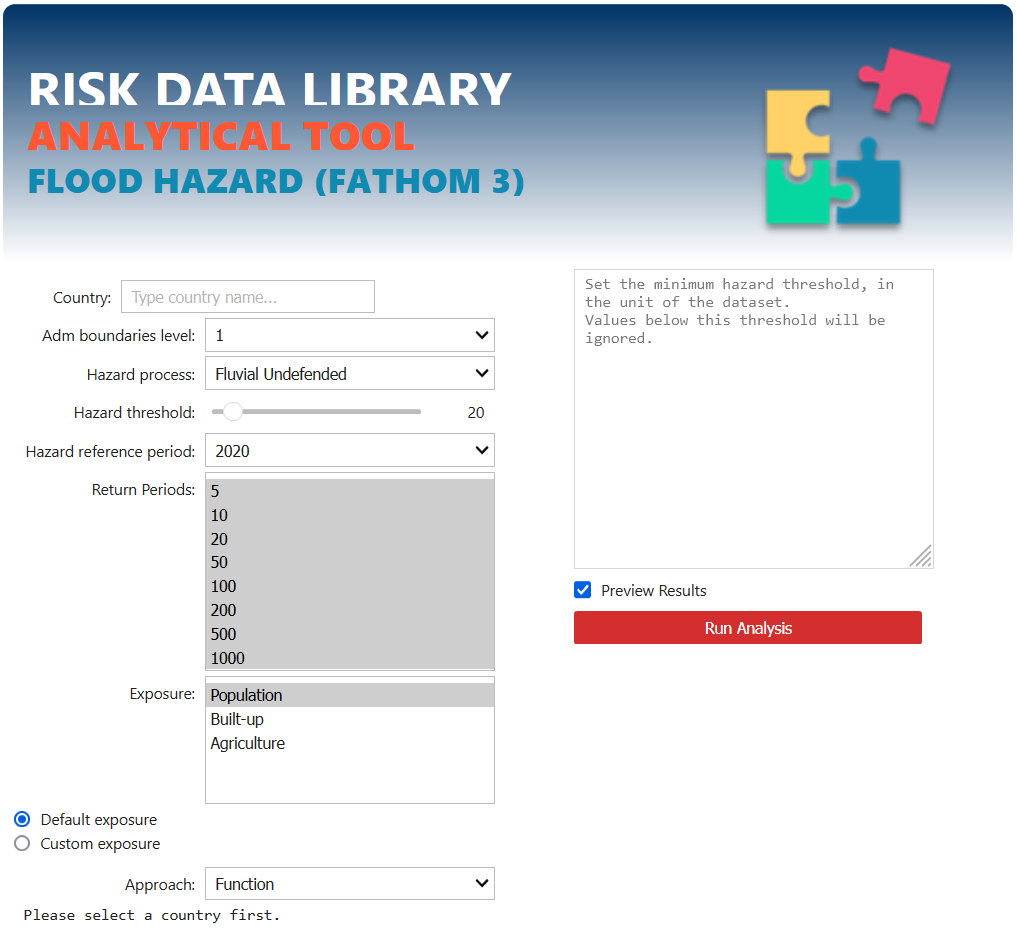 RISK DATA LIBRARY
ANALYTICAL TOOL
FLOOD HAZARD (FATHOM 3)
Country: Type country name...
Adm boundaries level: 1
Hazard process: Fluvial Undefended
Hazard threshold: 20
Hazard reference period: 2020
Return Periods: 5
10
20
50
100
200
500
1000
Exposure: Population
Built-up
Agriculture
Default exposure
Custom exposure
Approach: Function
Please select a country first.
Set the minimum hazard threshold, in
the unit of the dataset.
Values below this threshold will be
ignored.
Preview Results
Run Analysis